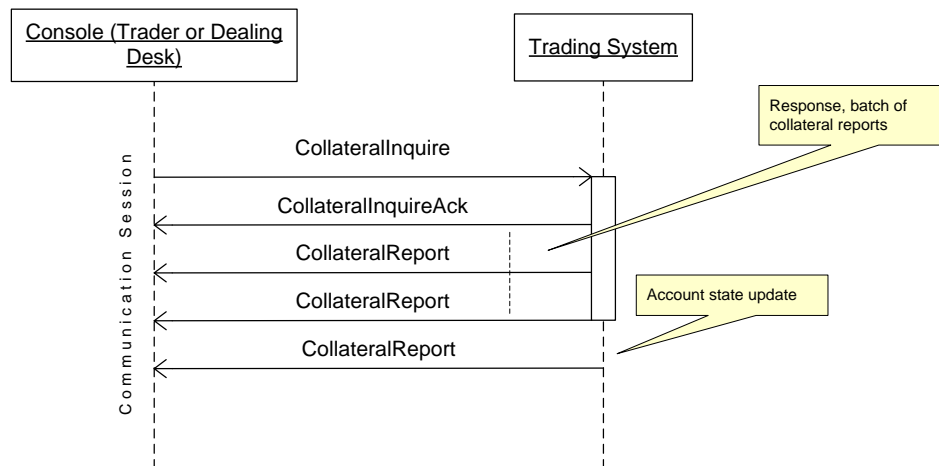 Console (Trader or Dealing
Desk)
Trading System
Response, batch of
collateral reports
CollateralInquire
CollateralInquireAck
CollateralReport
CollateralReport
Account state update
CollateralReport
Communication Session